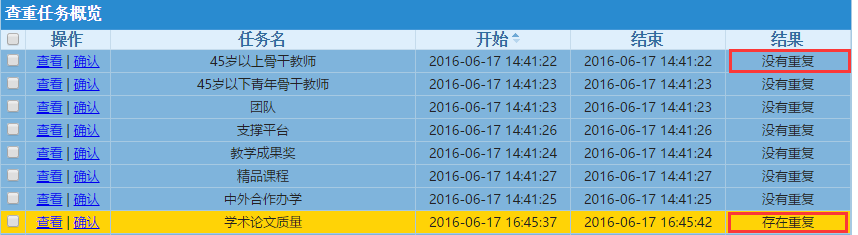 查重任务概览
操作 任务名 开始 结束 结果
查看 | 确认 45岁以上骨干教师 2016-06-17 14:41:22 2016-06-17 14:41:22 没有重复
查看 | 确认 45岁以下青年骨干教师 2016-06-17 14:41:23 2016-06-17 14:41:23 没有重复
查看 | 确认 团队 2016-06-17 14:41:23 2016-06-17 14:41:23 没有重复
查看 | 确认 支撑平台 2016-06-17 14:41:26 2016-06-17 14:41:26 没有重复
查看 | 确认 教学成果奖 2016-06-17 14:41:24 2016-06-17 14:41:24 没有重复
查看 | 确认 精品课程 2016-06-17 14:41:27 2016-06-17 14:41:27 没有重复
查看 | 确认 中外合作办学 2016-06-17 14:41:25 2016-06-17 14:41:25 没有重复
查看 | 确认 学术论文质量 2016-06-17 16:45:37 2016-06-17 16:45:42 存在重复